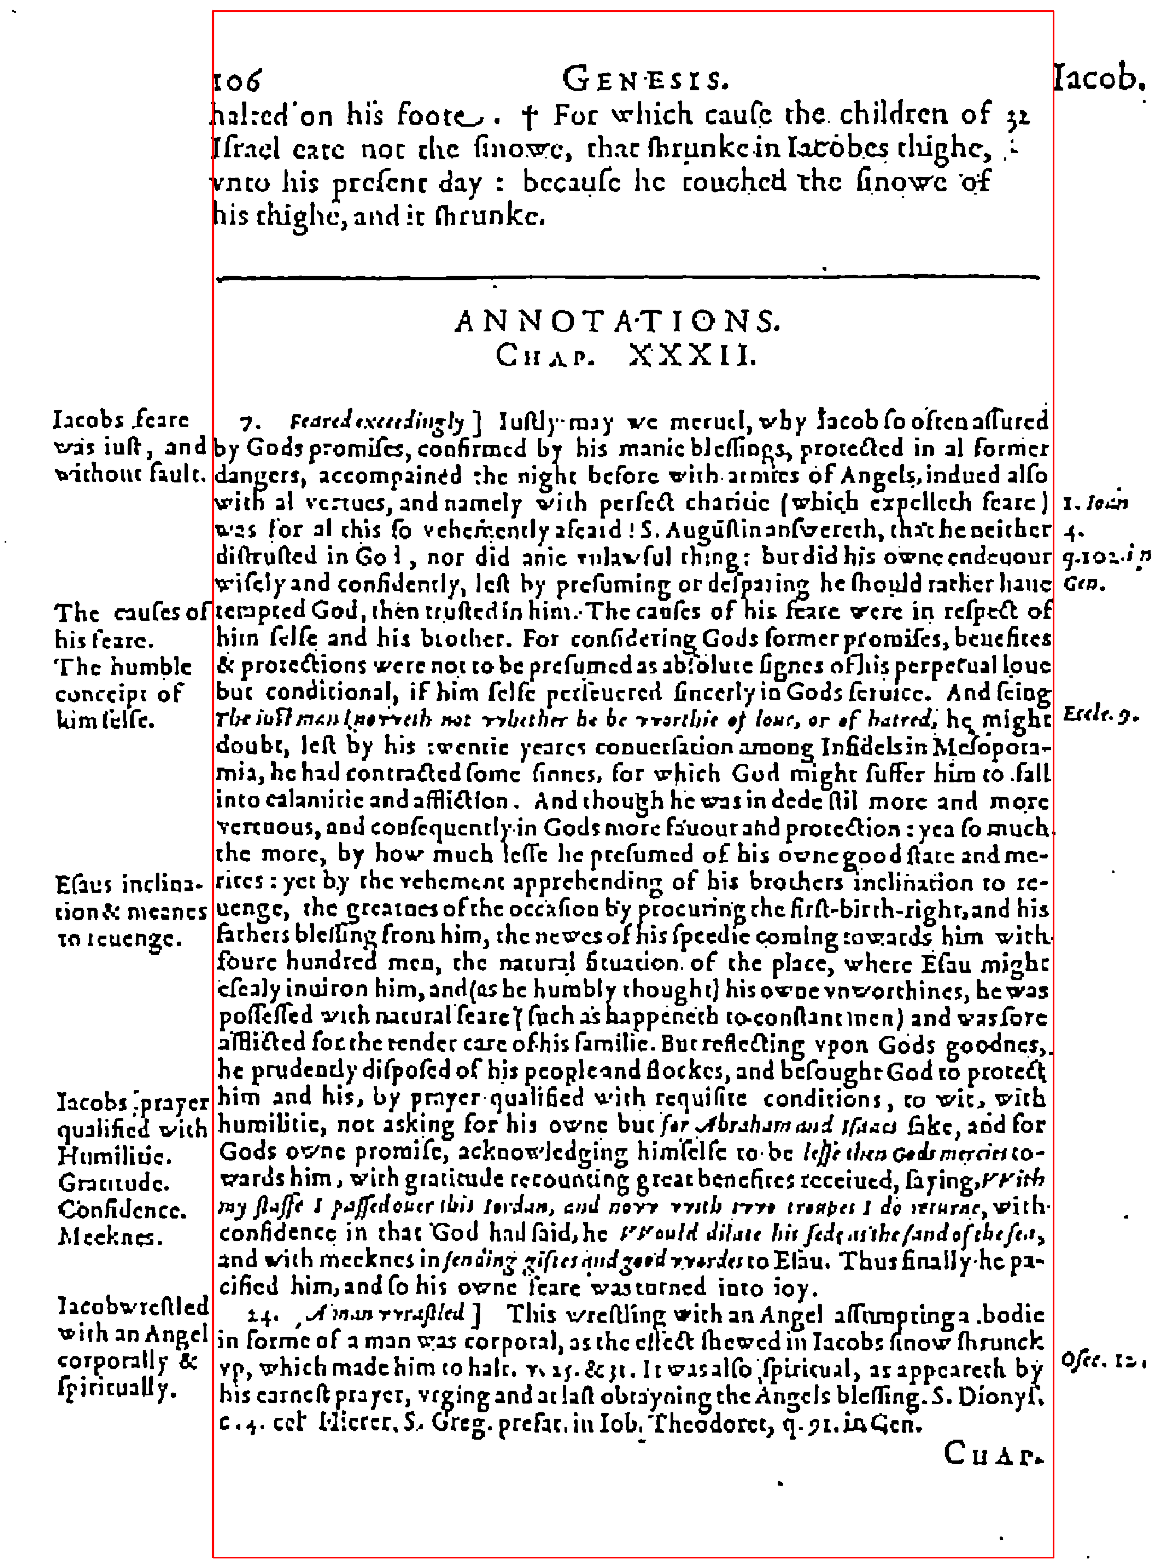 106 GENESIS. Iacob.
halted on his foote. † For which cauſe the children of 32
Iſrael eate not the ſinowe, that ſhrunke in Iacobes thighe,
vnto his preſent day : becauſe he touched the ſinowe of
his thighe, and it ſhrunke.
ANNOTATIONS.
CHAP. XXXII.
Iacobs feare
was iuſt, and
without fault.
7. Feared exceedingly ] Iuſtly may we meruel, why Iacob ſo often aſſured
by Gods promiſes, confirmed by his manie bleſſings, protected in al former
dangers, accompained the night before with armies of Angels, indued alſo
with al vertues, and namely with perfect charitie (which expelleth feare)
was for al this ſo vehemently afeard ! S. Auguſtin anſwereth, that he neither
diſtruſted in God, nor did anie vnlawful thing : but did his owne endeuour
wiſely and confidently, leſt by preſuming or deſpairing he ſhould rather haue
tempted God, then truſted in him. The cauſes of his feare were in reſpect of
him ſelfe and his brother. For conſidering Gods former promiſes, benefites
& protections were not to be preſumed as abſolute ſignes of his perpetual loue
but conditional, if him ſelfe perſeuered ſincerly in Gods ſeruice. And ſeing
The iuſt man knovveth not vvhether he be vvorthie of loue, or of hatred, he might
doubt, leſt by his twentie yeares conuerſation among Infidels in Meſopota-
mia, he had contracted ſome ſinnes, for which God might ſuffer him to fall
into calamitie and affliction. And though he was in dede ſtil more and more
vertuous, and conſequently in Gods more fauour and protection : yea ſo much
the more, by how much leſſe he preſumed of his owne good ſtate and me-
rites : yet by the vehement apprehending of his brothers inclination to re-
uenge, the greatnes of the occaſion by procuring the firſt-birth-right, and his
fathers bleſſing from him, the newes of his ſpeedie coming towards him with
foure hundred men, the natural ſituation of the place, where Eſau might
eſealy inuiron him, and (as he humbly thought) his owne vnworthines, he was
poſſeſſed with natural feare (ſuch as happeneth to conſtant men) and was ſore
afflicted for the tender care of his familie. But reflecting vpon Gods goodnes,
he prudently diſpoſed of his people and flockes, and beſought God to protect
him and his, by prayer qualified with requiſite conditions, to wit, with
humilitie, not aſking for his owne but for Abraham and Iſaacs ſake, and for
Gods owne promiſe, acknowledging himſelfe to be leſſe then Gods mercies to-
wards him, with gratitude recounting great benefites receiued, ſaying, VVith
my ſtaffe I paſſed ouer this Iordan, and novv vvith tvvo troupes I do returne, with
confidence in that God had ſaid, he VVould dilate his ſede as the ſand of the ſea,
and with meeknes in ſending giftes and good vvordes to Eſau. Thus finally he pa-
cified him, and ſo his owne feare was turned into ioy.
24. A man vvraſtled ] This wreſtling with an Angel aſſumpting a bodie
in forme of a man was corporal, as the effect ſhewed in Iacobs ſinow ſhrunck
vp, which made him to halt. v. 25. & 31. It was alſo ſpiritual, as appeareth by
his earneſt prayer, vrging and at laſt obtayning the Angels bleſſing. S. Dionyſ.
c. 4. cel. Hierer. S. Greg. prefat. in Iob. Theodoret, q. 91. in Gen.
The cauſes of
his feare.
The humble
conceipt of
him ſelfe.
Eſaus inclina-
tion & meanes
to reuenge.
Iacobs prayer
qualified with
Humilitie.
Gratitude.
Confidence.
Meeknes.
Iacob wreſtled
with an Angel
corporally &
ſpiritually.
1. Ioan
4.
q. 102. in
Gen.
Eccle. 9.
Oſee. 12.
CHAP.